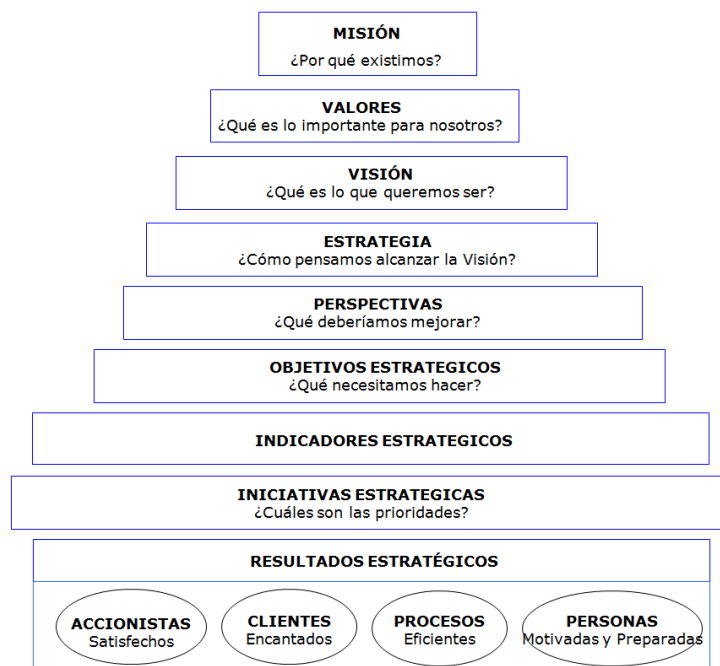 MISIÓN
¿Por qué existimos?
VALORES
¿Qué es lo importante para nosotros?
VISIÓN
¿Qué es lo que queremos ser?
ESTRATEGIA
¿Cómo pensamos alcanzar la Visión?
PERSPECTIVAS
¿Qué deberíamos mejorar?
OBJETIVOS ESTRATEGICOS
¿Qué necesitamos hacer?
INDICADORES ESTRATEGICOS
INICIATIVAS ESTRATEGICAS
¿Cuáles son las prioridades?
RESULTADOS ESTRATÉGICOS
ACCIONISTAS
Satisfechos
CLIENTES
Encantados
PROCESOS
Eficientes
PERSONAS
Motivadas y Preparadas